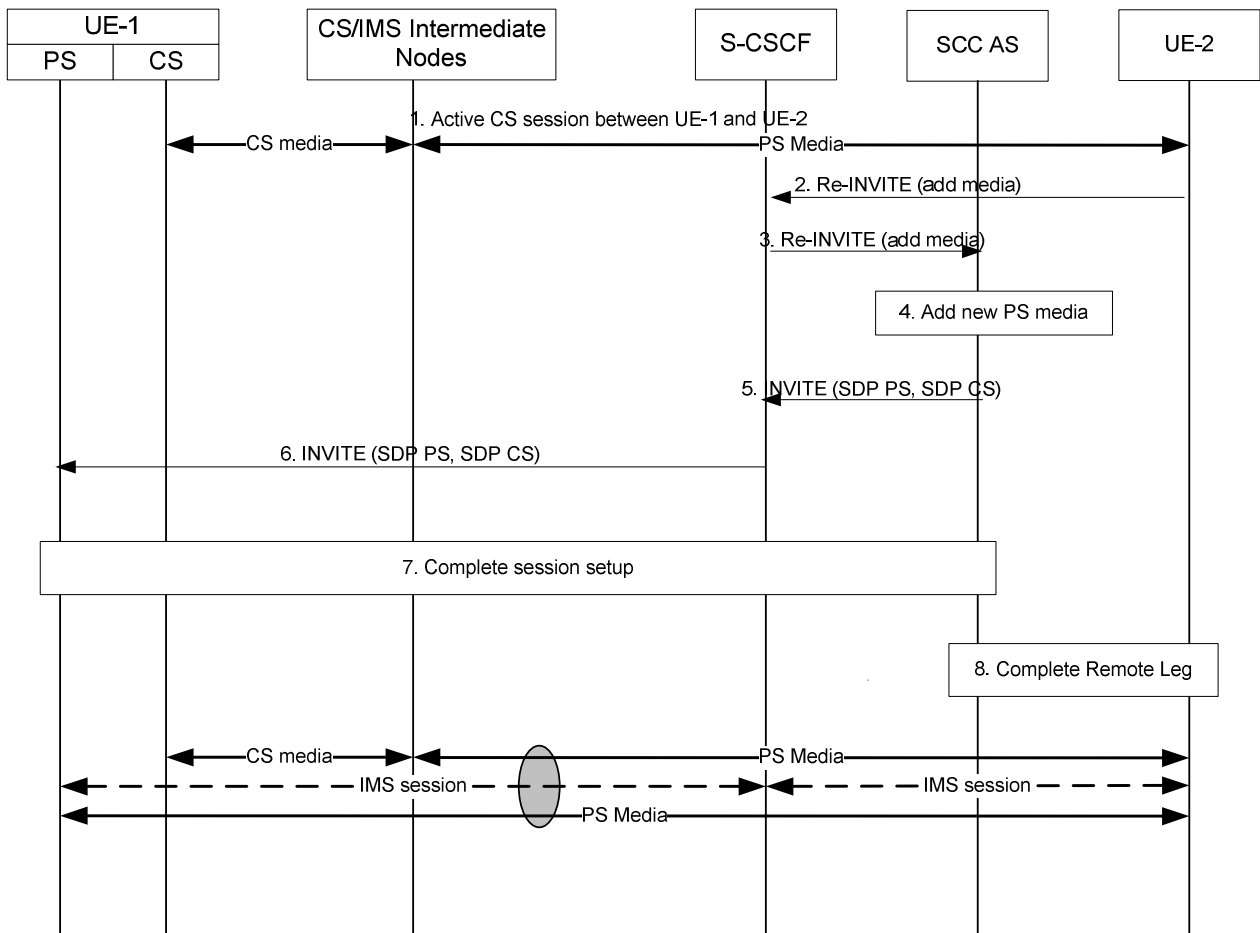 UE-1
PS
CS
CS/IMS Intermediate
Nodes
S-CSCF
SCC AS
UE-2
1. Active CS session between UE-1 and UE-2
CS media
PS Media
2. Re-INVITE (add media)
3. Re-INVITE (add media)
4. Add new PS media
5. INVITE (SDP PS, SDP CS)
6. INVITE (SDP PS, SDP CS)
7. Complete session setup
8. Complete Remote Leg
CS media
PS Media
IMS session
IMS session
PS Media